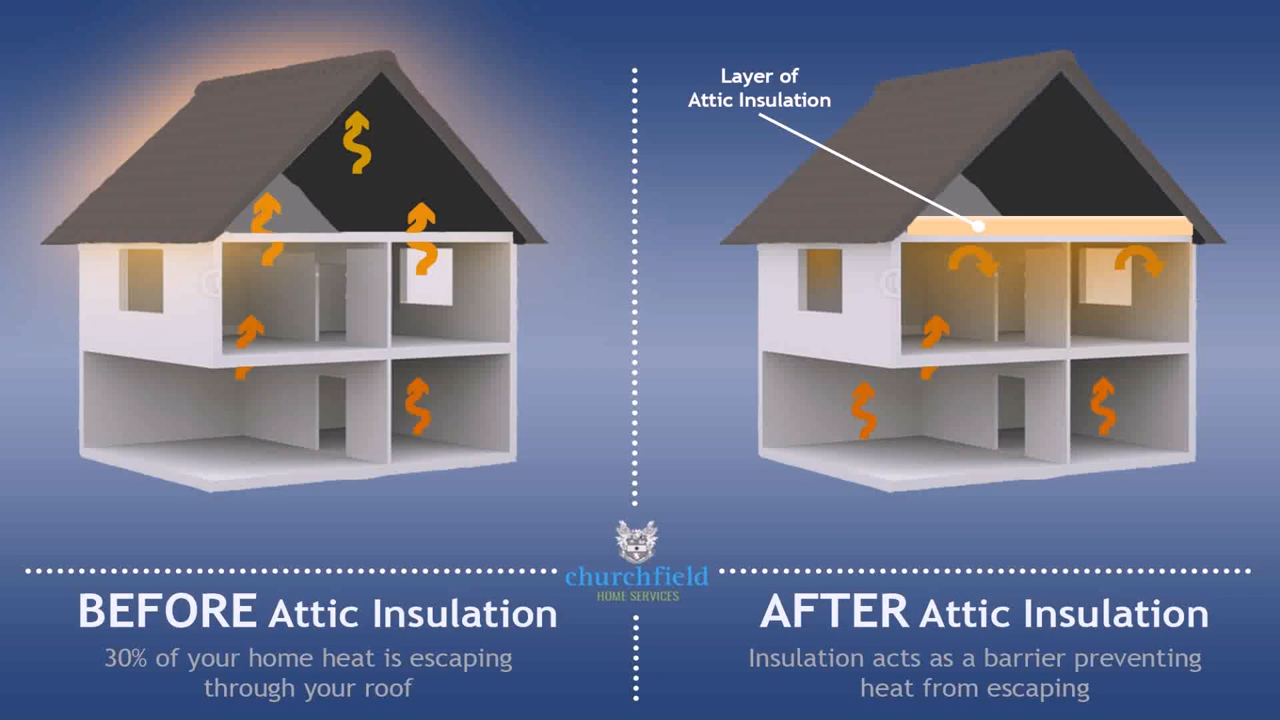 Layer of
Attic Insulation
churchfield
HOME SERVICES
BEFORE Attic Insulation
30% of your home heat is escaping
through your roof
AFTER Attic Insulation
Insulation acts as a barrier preventing
heat from escaping